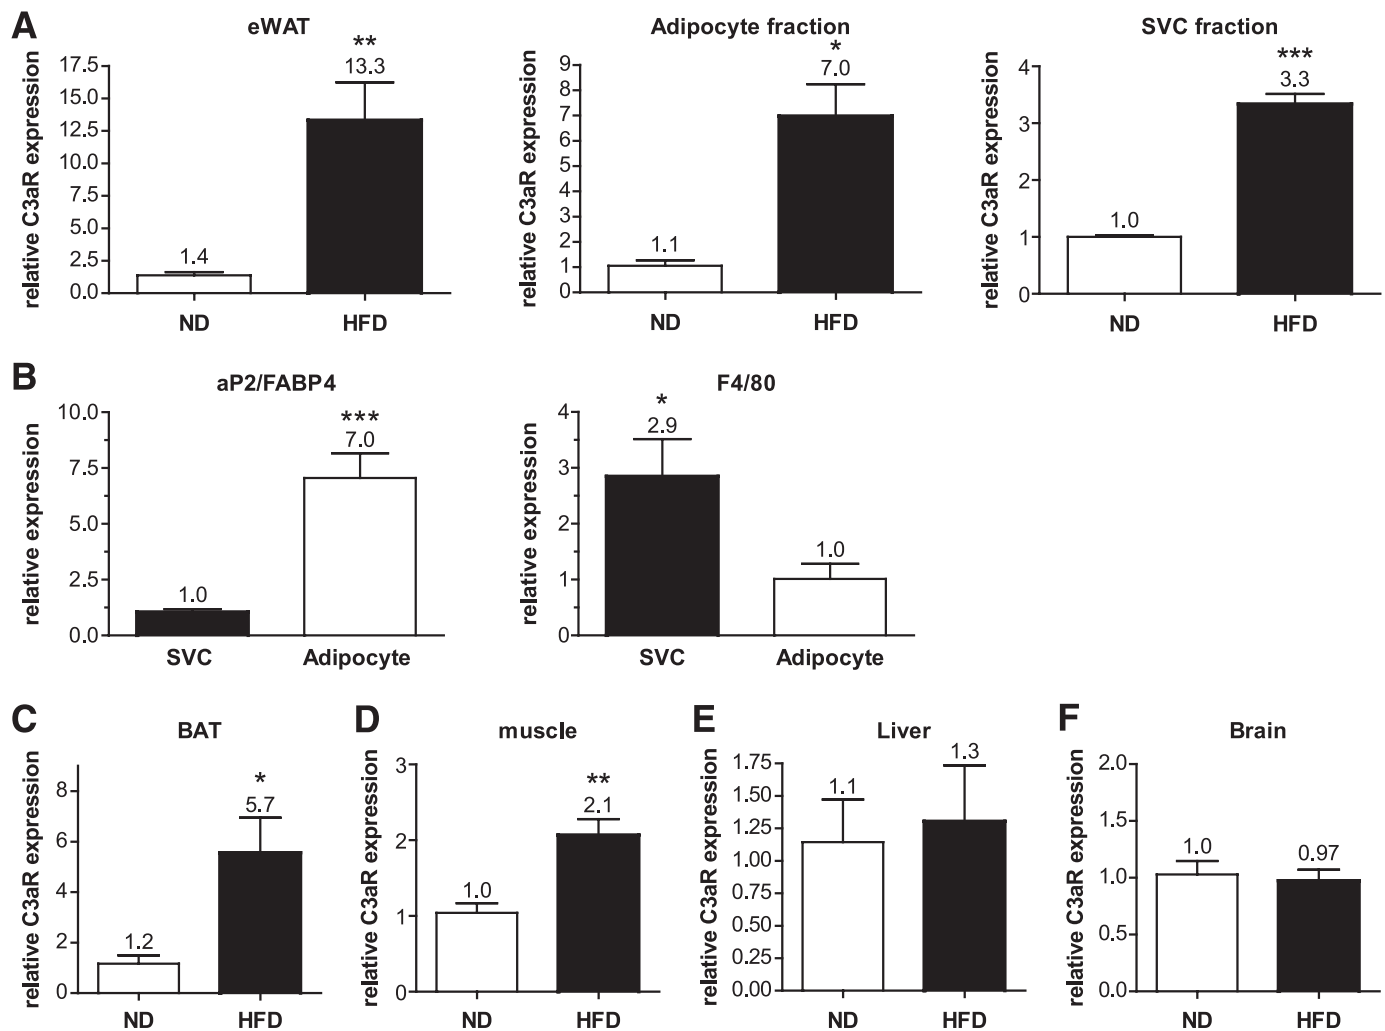 A
eWAT
relative C3aR expression
17.5
15.0
12.5
10.0
7.5
5.0
2.5
0.0
1.4
**
13.3
ND
HFD
Adipocyte fraction
relative C3aR expression
9
8
7
6
5
4
3
2
1
0
1.1
*
7.0
ND
HFD
SVC fraction
relative C3aR expression
4
3
2
1
0
1.0
***
3.3
ND
HFD
B
aP2/FABP4
relative expression
10.0
7.5
5.0
2.5
0.0
1.0
***
7.0
SVC
Adipocyte
F4/80
relative expression
4
3
2
1
0
*
2.9
1.0
SVC
Adipocyte
C
BAT
relative C3aR expression
8
6
4
2
0
1.2
*
5.7
ND
HFD
D
muscle
relative C3aR expression
3
2
1
0
1.0
**
2.1
ND
HFD
E
Liver
relative C3aR expression
1.75
1.50
1.25
1.00
0.75
0.50
0.25
0.00
1.1
1.3
ND
HFD
F
Brain
relative C3aR expression
2.0
1.5
1.0
0.5
0.0
1.0
0.97
ND
HFD